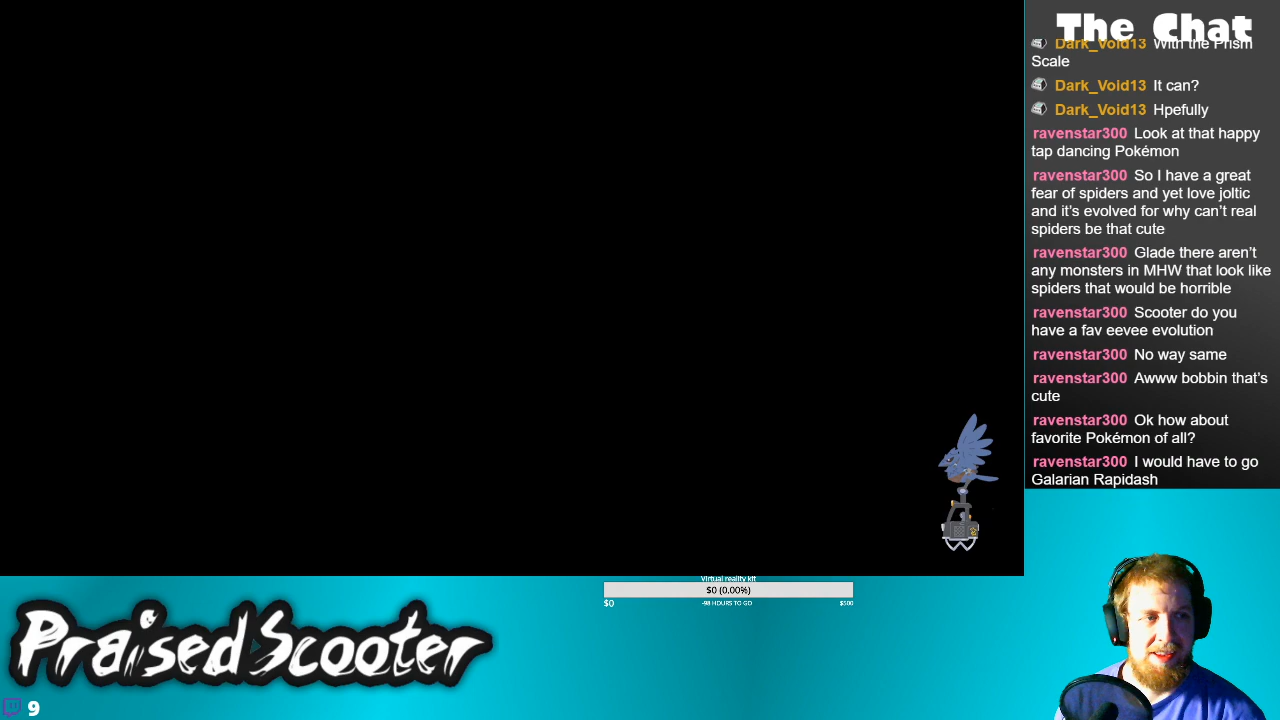 The Chat
Dark_Void13 With the Prism
Scale
Dark_Void13 It can?
Dark_Void13 Hpefully
ravenstar300 Look at that happy
tap dancing Pokémon
ravenstar300 So I have a great
fear of spiders and yet love joltic
and it's evolved for why can't real
spiders be that cute
ravenstar300 Glade there aren't
any monsters in MHW that look like
spiders that would be horrible
ravenstar300 Scooter do you
have a fav eevee evolution
ravenstar300 No way same
ravenstar300 Awww bobbin that's
cute
ravenstar300 Ok how about
favorite Pokémon of all?
ravenstar300 I would have to go
Galarian Rapidash
Virtual reality kit
$0 (0.00%)
$0 -98 HOURS TO GO $500
PraisedScooter
9